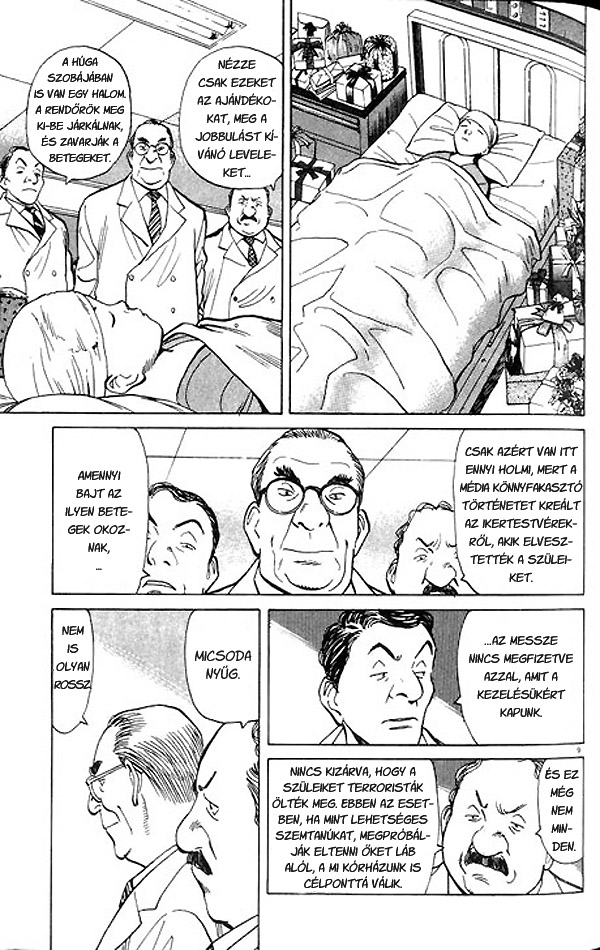 NÉZZE
CSAK EZEKET
AZ AJÁNDÉKO-
KAT, MEG A
JOBBULÁST KÍ-
VÁNÓ LEVELE-
KET...
A HÚGA
SZOBÁJÁBAN
IS VAN EGY HALOM.
A RENDŐRÖK MEG
KI-BE JÁRKÁLNAK,
ÉS ZAVARJÁK A
BETEGEKET.
CSAK AZÉRT VAN ITT
ENNYI HOLMI, MERT A
MÉDIA KÖNNYFAKASZTÓ
TÖRTÉNETET KREÁLT
AZ IKERTESTVÉREK-
RŐL, AKIK ELVESZ-
TETTÉK A SZÜLEI-
KET.
AMENNYI
BAJT AZ
ILYEN BETE-
GEK OKOZ-
NAK,
...
...AZ MESSZE
NINCS MEGFIZETVE
AZZAL, AMIT A
KEZELÉSÜKÉRT
KAPUNK.
9
ÉS EZ
MÉG
NEM
MIN-
DEN.
NINCS KIZÁRVA, HOGY A
SZÜLEIKET TERRORISTÁK
ÖLTÉK MEG. EBBEN AZ ESET-
BEN, HA MINT LEHETSÉGES
SZEMTANÚKAT, MEGPRÓBÁL-
JÁK ELTENNI ŐKET LÁB
ALÓL, A MI KÓRHÁZUNK IS
CÉLPONTTÁ VÁLIK.
MICSODA
NYŰG.
NEM
IS
OLYAN
ROSSZ